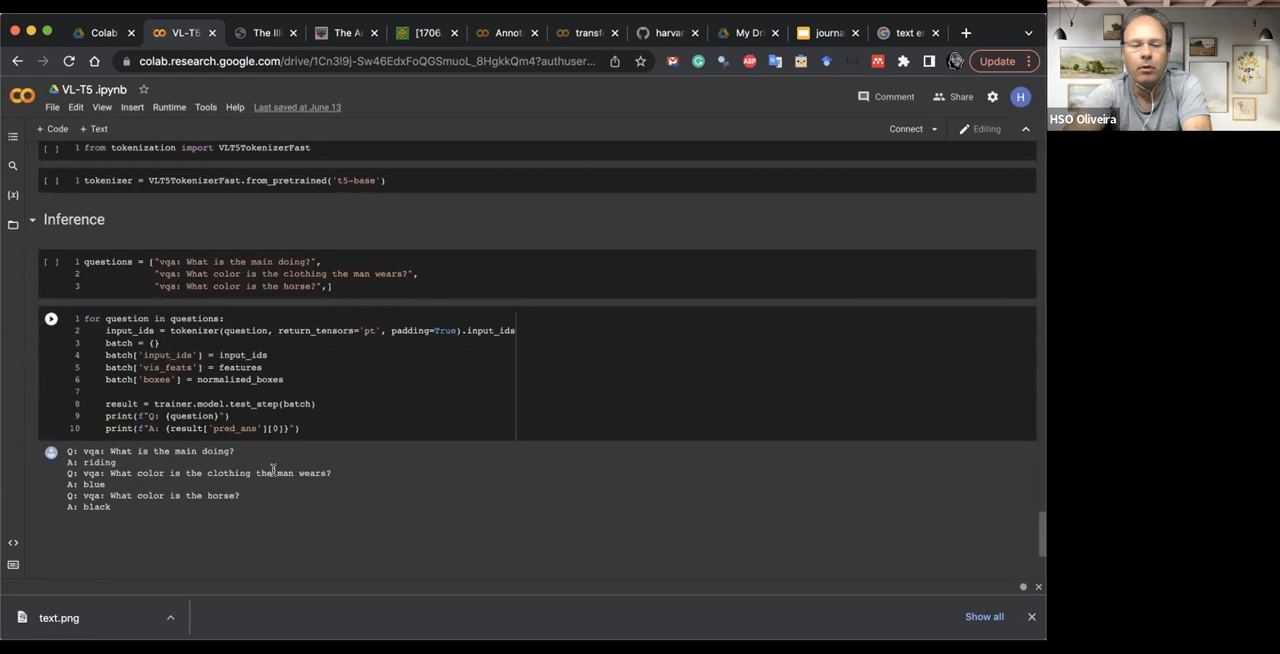 Colab
VL-T5
The Ill
The A
[1706.
Annot
transf
harva
My Dri
journa
text e
colab.research.google.com/drive/1Cn3l9j-Sw46EdxFoQGSmuoL_8HgkkQm4?authuser...
Update
VL-T5 .ipynb
Comment
Share
H
File Edit View Insert Runtime Tools Help Last saved at June 13
+ Code + Text
Connect
Editing
[ ] 1 from tokenization import VLT5TokenizerFast
[ ] 1 tokenizer = VLT5TokenizerFast.from_pretrained('t5-base')
Inference
[ ] 1 questions = ["vqa: What is the main doing?",
2 "vqa: What color is the clothing the man wears?",
3 "vqa: What color is the horse?",]
1 for question in questions:
2 input_ids = tokenizer(question, return_tensors='pt', padding=True).input_ids
3 batch = {}
4 batch['input_ids'] = input_ids
5 batch['vis_feats'] = features
6 batch['boxes'] = normalized_boxes
7
8 result = trainer.model.test_step(batch)
9 print(f"Q: {question}")
10 print(f"A: {result['pred_ans'][0]}")
Q: vqa: What is the main doing?
A: riding
Q: vqa: What color is the clothing the man wears?
A: blue
Q: vqa: What color is the horse?
A: black
text.png
Show all
HSO Oliveira